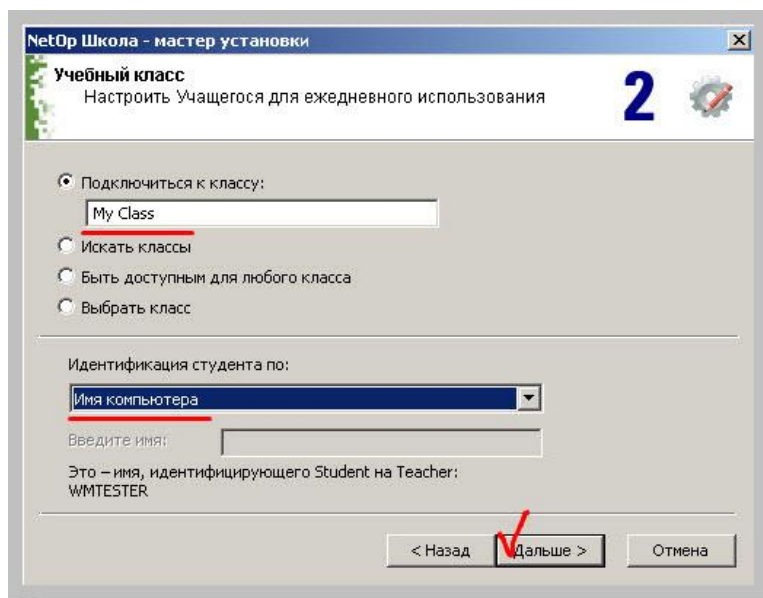 NetOp Школа - мастер установки
Учебный класс
Настроить Учащегося для ежедневного использования
2
Подключиться к классу:
My Class
Искать классы
Быть доступным для любого класса
Выбрать класс
Идентификация студента по:
Имя компьютера
Введите имя:
Это – имя, идентифицирующего Student на Teacher:
WMTESTER
< Назад
Дальше >
Отмена